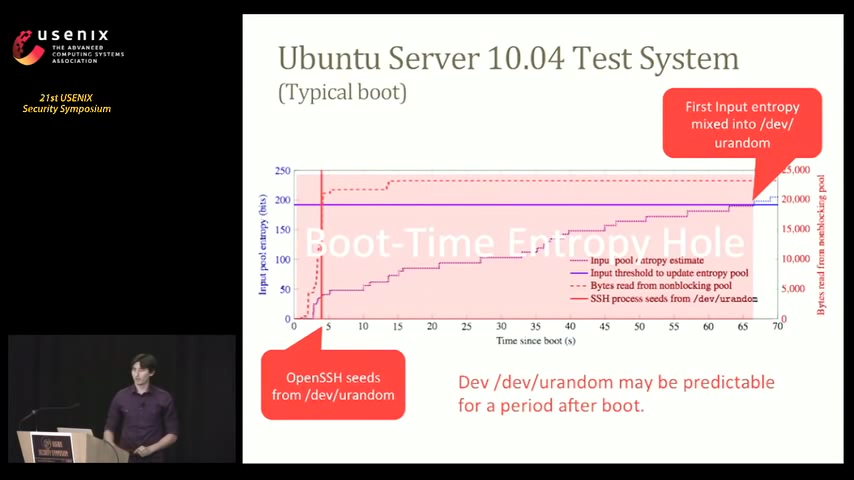 usenix
THE ADVANCED
COMPUTING SYSTEMS
ASSOCIATION
21st USENIX
Security Symposium
Ubuntu Server 10.04 Test System
(Typical boot)
First Input entropy
mixed into /dev/
urandom
Input pool entropy (bits)
250
200
150
100
50
0
25,000
20,000
15,000
10,000
5,000
0
Bytes read from nonblocking pool
Boot-Time Entropy Hole
Input pool entropy estimate
Input threshold to update entropy pool
Bytes read from nonblocking pool
SSH process seeds from /dev/urandom
0 5 10 15 20 25 30 35 40 45 50 55 60 65 70
Time since boot (s)
OpenSSH seeds
from /dev/urandom
Dev /dev/urandom may be predictable
for a period after boot.
SECURITY SYMPOSIUM